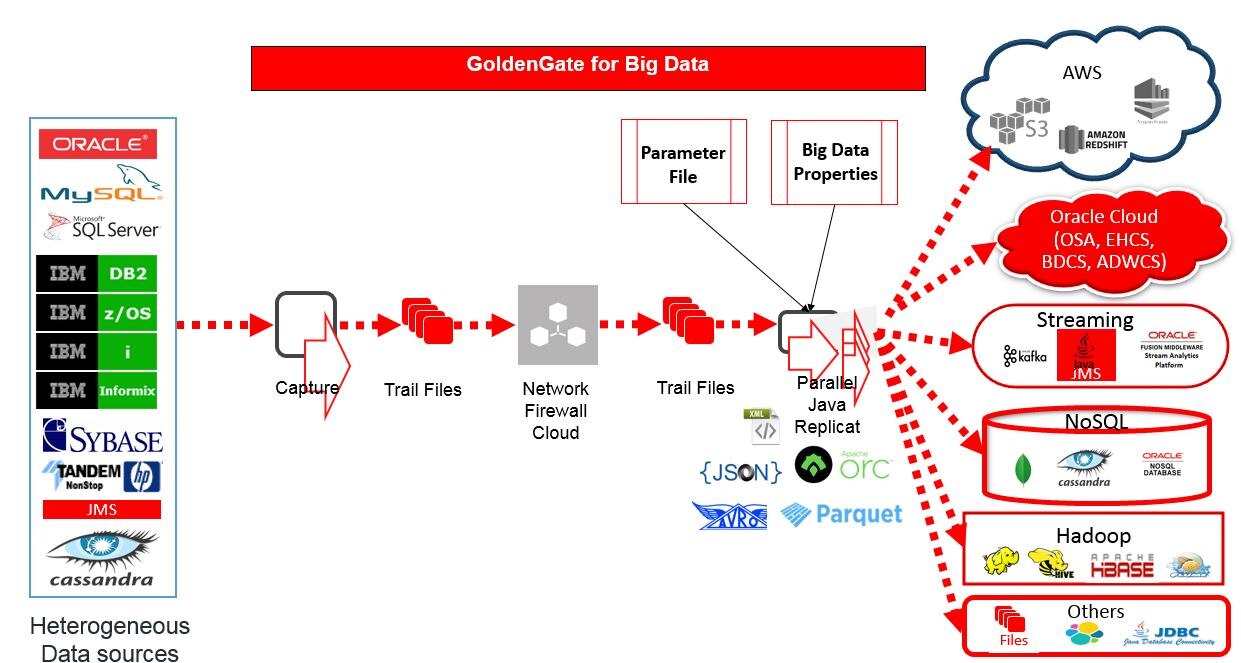 GoldenGate for Big Data
ORACLE®
MySQL®
Microsoft®
SQL Server
IBM DB2
IBM z/OS
IBM i
IBM Informix
SYBASE
TANDEM
NonStop
hp
JMS
cassandra
Heterogeneous
Data sources
Capture
Trail Files
Network
Firewall
Cloud
Trail Files
Parameter
File
Big Data
Properties
Parallel
Java
Replicat
XML
</>
{JSON}
Apache
orc
AVRO
Parquet
AWS
S3
AMAZON
REDSHIFT
Oracle Cloud
(OSA, EHCS,
BDCS, ADWCS)
Streaming
kafka
Java
JMS
ORACLE
FUSION MIDDLEWARE
Stream Analytics
Platform
NoSQL
cassandra
ORACLE
NOSQL
DATABASE
Hadoop
HIVE
APACHE
HBASE
Others
Files
JDBC
Java Database Connectivity